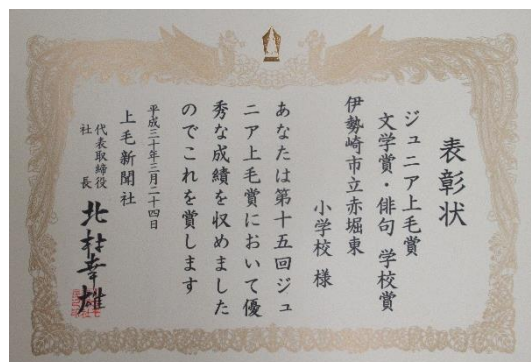 表彰状
ジュニア上毛賞
文学賞・俳句 学校賞
伊勢崎市立赤堀東
小学校 様
あなたは第十五回ジュ
ニア上毛賞において優
秀な成績を収めました
のでこれを賞します
平成三十年三月二十四日
上毛新聞社
代表取締役
社長
北村幸雄